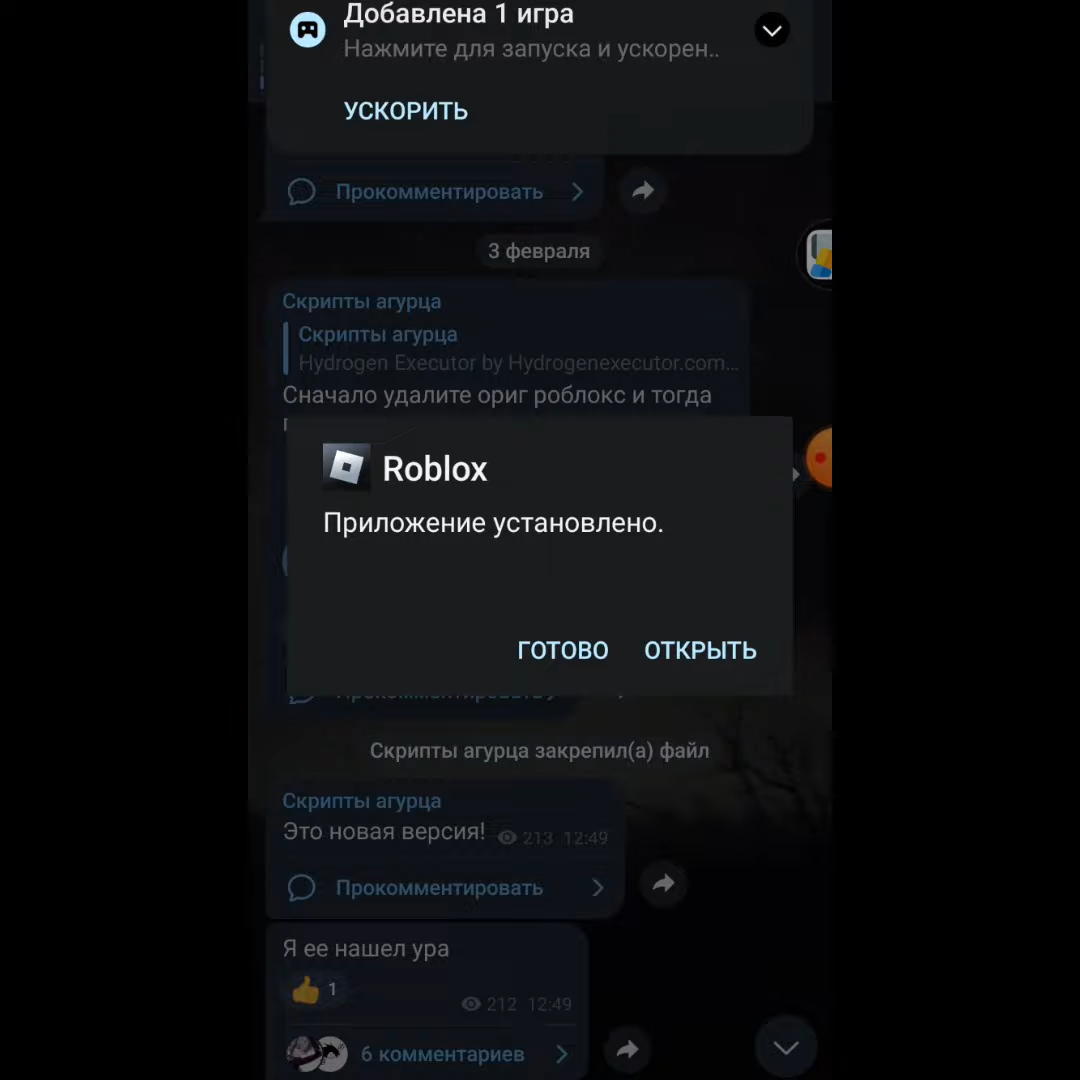 Добавлена 1 игра
Нажмите для запуска и ускорен..
УСКОРИТЬ
Прокомментировать
3 февраля
Скрипты агурца
Скрипты агурца
Hydrogen Executor by Hydrogenexecutor.com...
Сначало удалите ориг роблокс и тогда
Roblox
Приложение установлено.
ГОТОВО ОТКРЫТЬ
Скрипты агурца закрепил(а) файл
Скрипты агурца
Это новая версия! 213 12:49
Прокомментировать
Я ее нашел ура
👍 1
212 12:49
6 комментариев